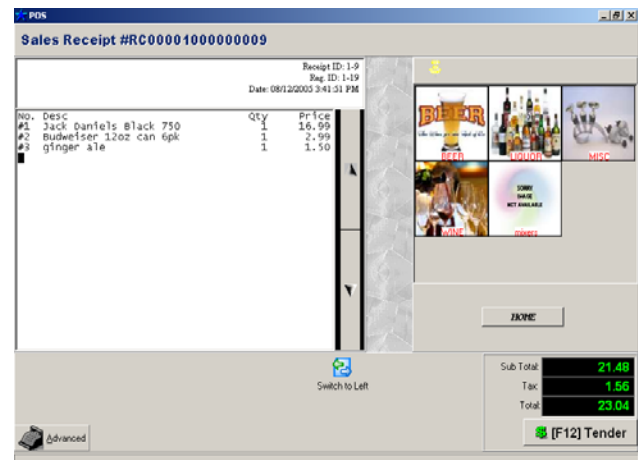 POS
Sales Receipt #RC00001000000009
Receipt ID: 1-9
Reg. ID: 1-19
Date: 08/12/2005 3:41:51 PM
No. Desc Qty Price
#1 Jack Daniels Black 750 1 16.99
#2 Budweiser 12oz can 6pk 1 2.99
#3 ginger ale 1 1.50
BEER
BEER
LIQUOR
MISC
WINE
SORRY
IMAGE
NOT AVAILABLE
mixers
HOME
Switch to Left
Sub Total: 21.48
Tax: 1.56
Total: 23.04
Advanced
[F12] Tender